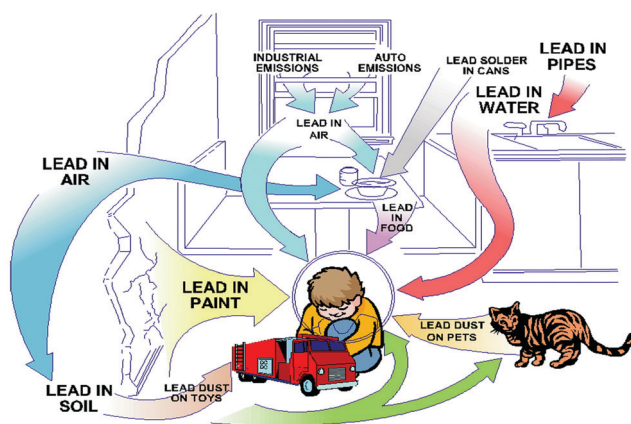 INDUSTRIAL
EMISSIONS
AUTO
EMISSIONS
LEAD SOLDER
IN CANS
LEAD IN
PIPES
LEAD IN
WATER
LEAD IN
AIR
LEAD IN
AIR
LEAD
IN
FOOD
LEAD IN
PAINT
LEAD DUST
ON PETS
LEAD IN
SOIL
LEAD DUST
ON TOYS